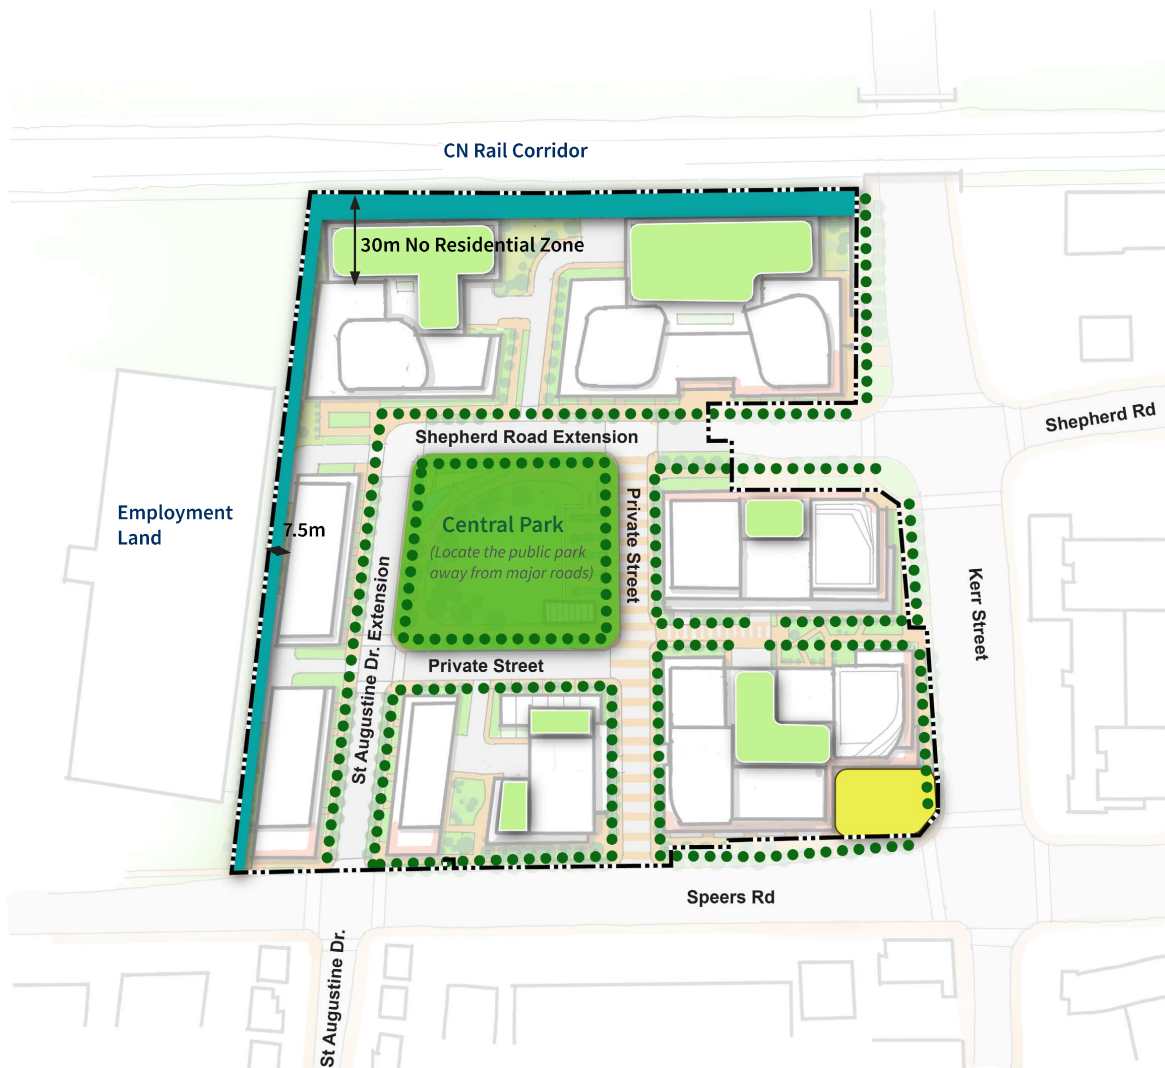 CN Rail Corridor
30m No Residential Zone
Shepherd Rd
Shepherd Road Extension
Employment
Land
7.5m
Central Park
(Locate the public park
away from major roads)
Private Street
Kerr Street
St Augustine Dr. Extension
Private Street
Speers Rd
St Augustine Dr.